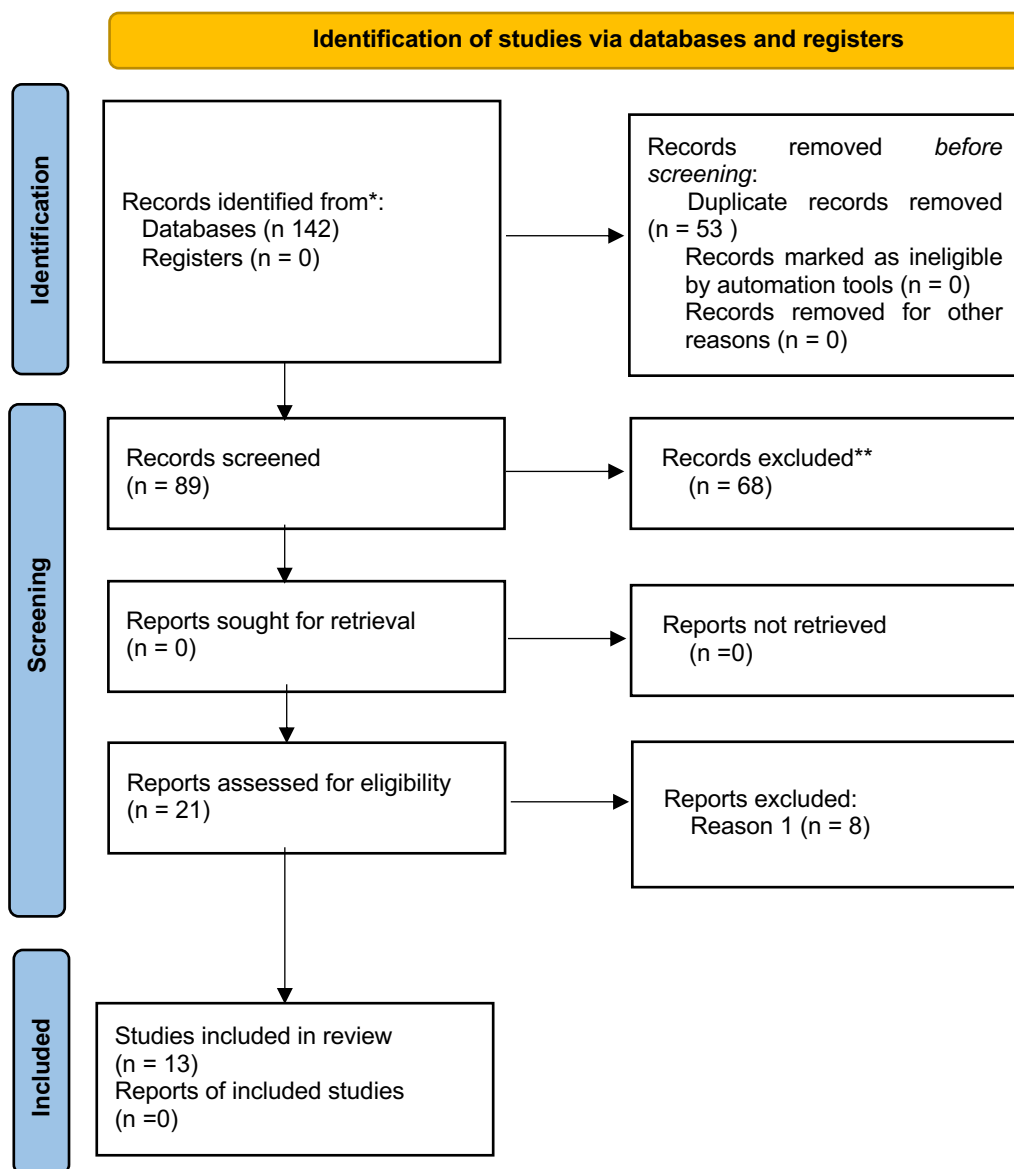 Identification of studies via databases and registers
Identification
Records identified from*:
Databases (n 142)
Registers (n = 0)
Records removed before
screening:
Duplicate records removed
(n = 53 )
Records marked as ineligible
by automation tools (n = 0)
Records removed for other
reasons (n = 0)
Screening
Records screened
(n = 89)
Records excluded**
(n = 68)
Reports sought for retrieval
(n = 0)
Reports not retrieved
(n =0)
Reports assessed for eligibility
(n = 21)
Reports excluded:
Reason 1 (n = 8)
Included
Studies included in review
(n = 13)
Reports of included studies
(n =0)